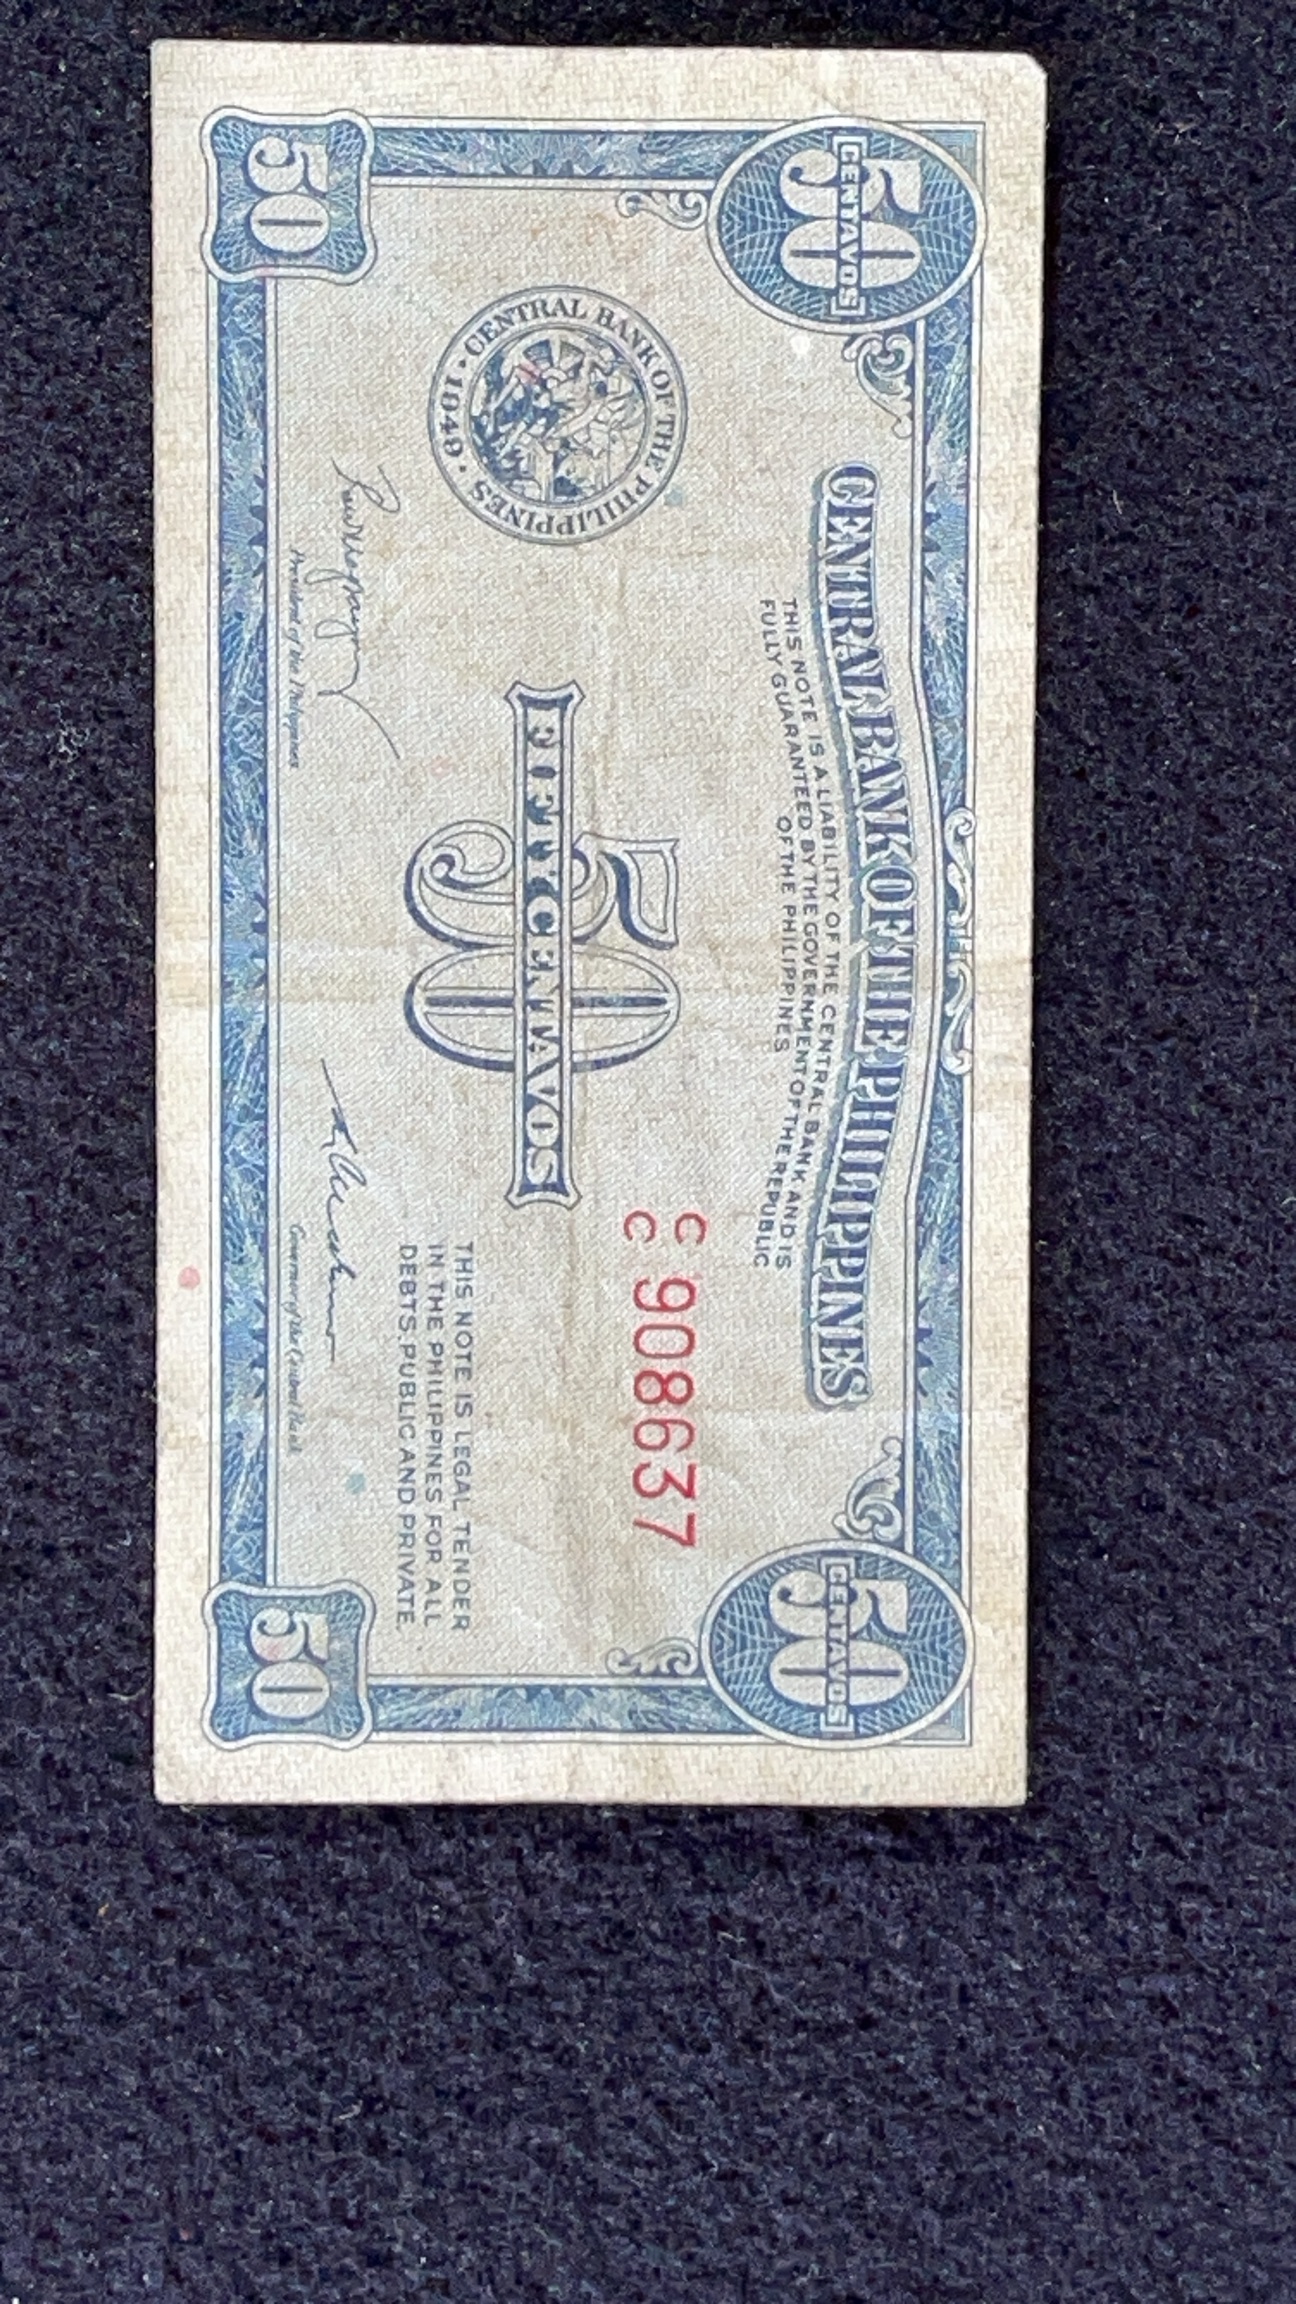 50
CENTAVOS
50
CENTAVOS
CENTRAL BANK OF THE PHILIPPINES
THIS NOTE IS A LIABILITY OF THE CENTRAL BANK AND IS
FULLY GUARANTEED BY THE GOVERNMENT OF THE REPUBLIC
OF THE PHILIPPINES
CENTRAL BANK OF THE PHILIPPINES · 1949 ·
C
C 908637
50
FIFTY CENTAVOS
THIS NOTE IS LEGAL TENDER
IN THE PHILIPPINES FOR ALL
DEBTS, PUBLIC AND PRIVATE.
President of the Philippines
Governor of the Central Bank
50
50